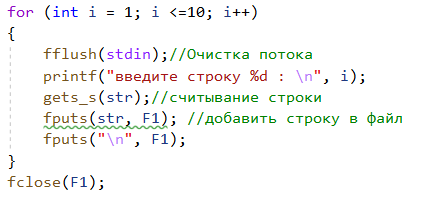 for (int i = 1; i <=10; i++)
{
fflush(stdin);//Очистка потока
printf("введите строку %d : \n", i);
gets_s(str);//считывание строки
fputs(str, F1); //добавить строку в файл
fputs("\n", F1);
}
fclose(F1);